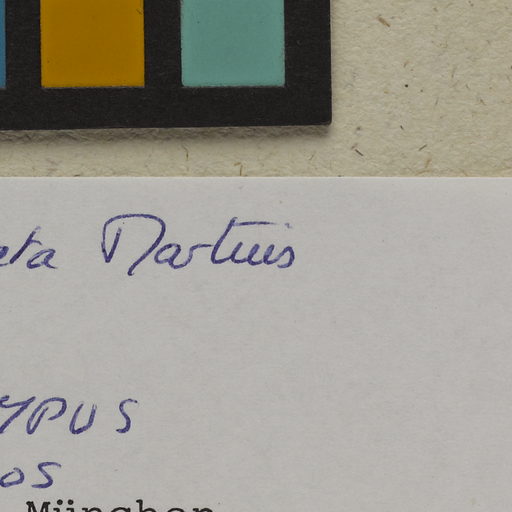 eta Martius
YPUS
os
München